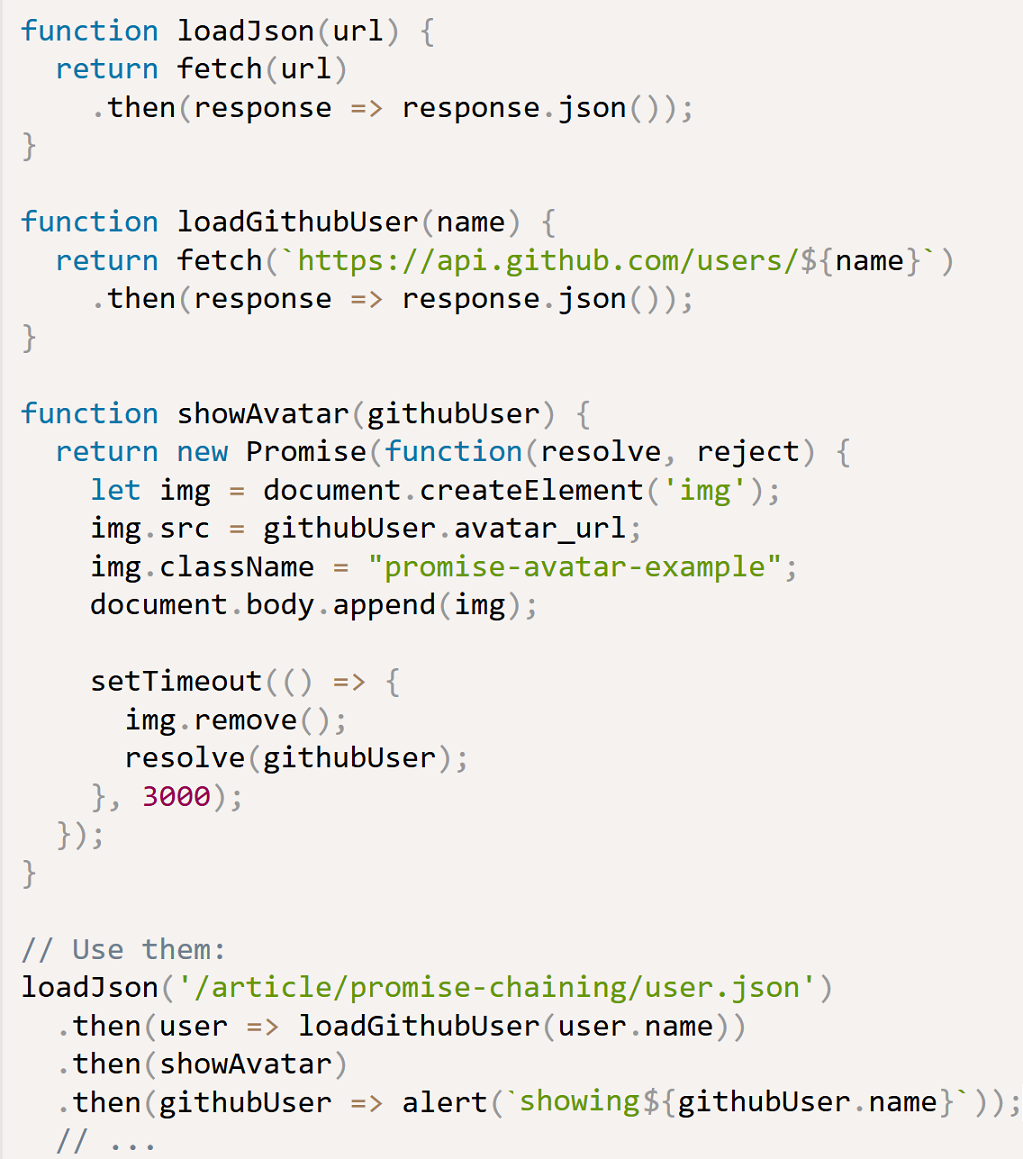 function loadJson(url) {
  return fetch(url)
    .then(response => response.json());
}

function loadGithubUser(name) {
  return fetch(`https://api.github.com/users/${name}`)
    .then(response => response.json());
}

function showAvatar(githubUser) {
  return new Promise(function(resolve, reject) {
    let img = document.createElement('img');
    img.src = githubUser.avatar_url;
    img.className = "promise-avatar-example";
    document.body.append(img);

    setTimeout(() => {
      img.remove();
      resolve(githubUser);
    }, 3000);
  });
}

// Use them:
loadJson('/article/promise-chaining/user.json')
  .then(user => loadGithubUser(user.name))
  .then(showAvatar)
  .then(githubUser => alert(`showing${githubUser.name}`));
  // ...